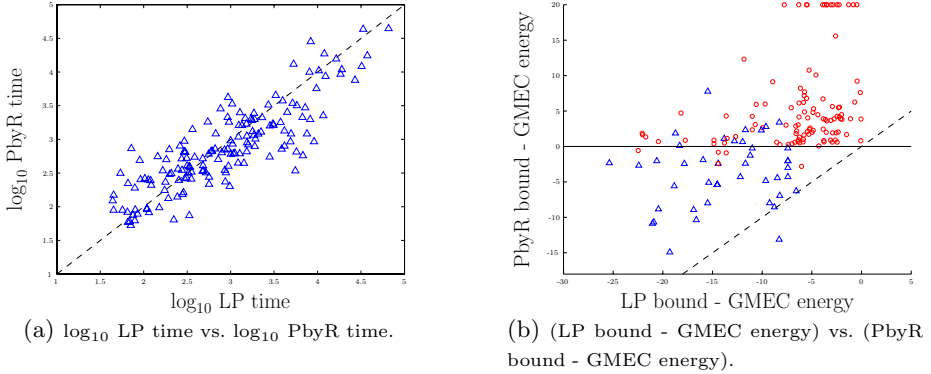 5
4.5
4
3.5
3
2.5
2
1.5
1
1 1.5 2 2.5 3 3.5 4 4.5 5
log10 PbyR time
log10 LP time
(a) log10 LP time vs. log10 PbyR time.
20
15
10
5
0
-5
-10
-15
-30 -25 -20 -15 -10 -5 0 5
PbyR bound - GMEC energy
LP bound - GMEC energy
(b) (LP bound - GMEC energy) vs. (PbyR
bound - GMEC energy).